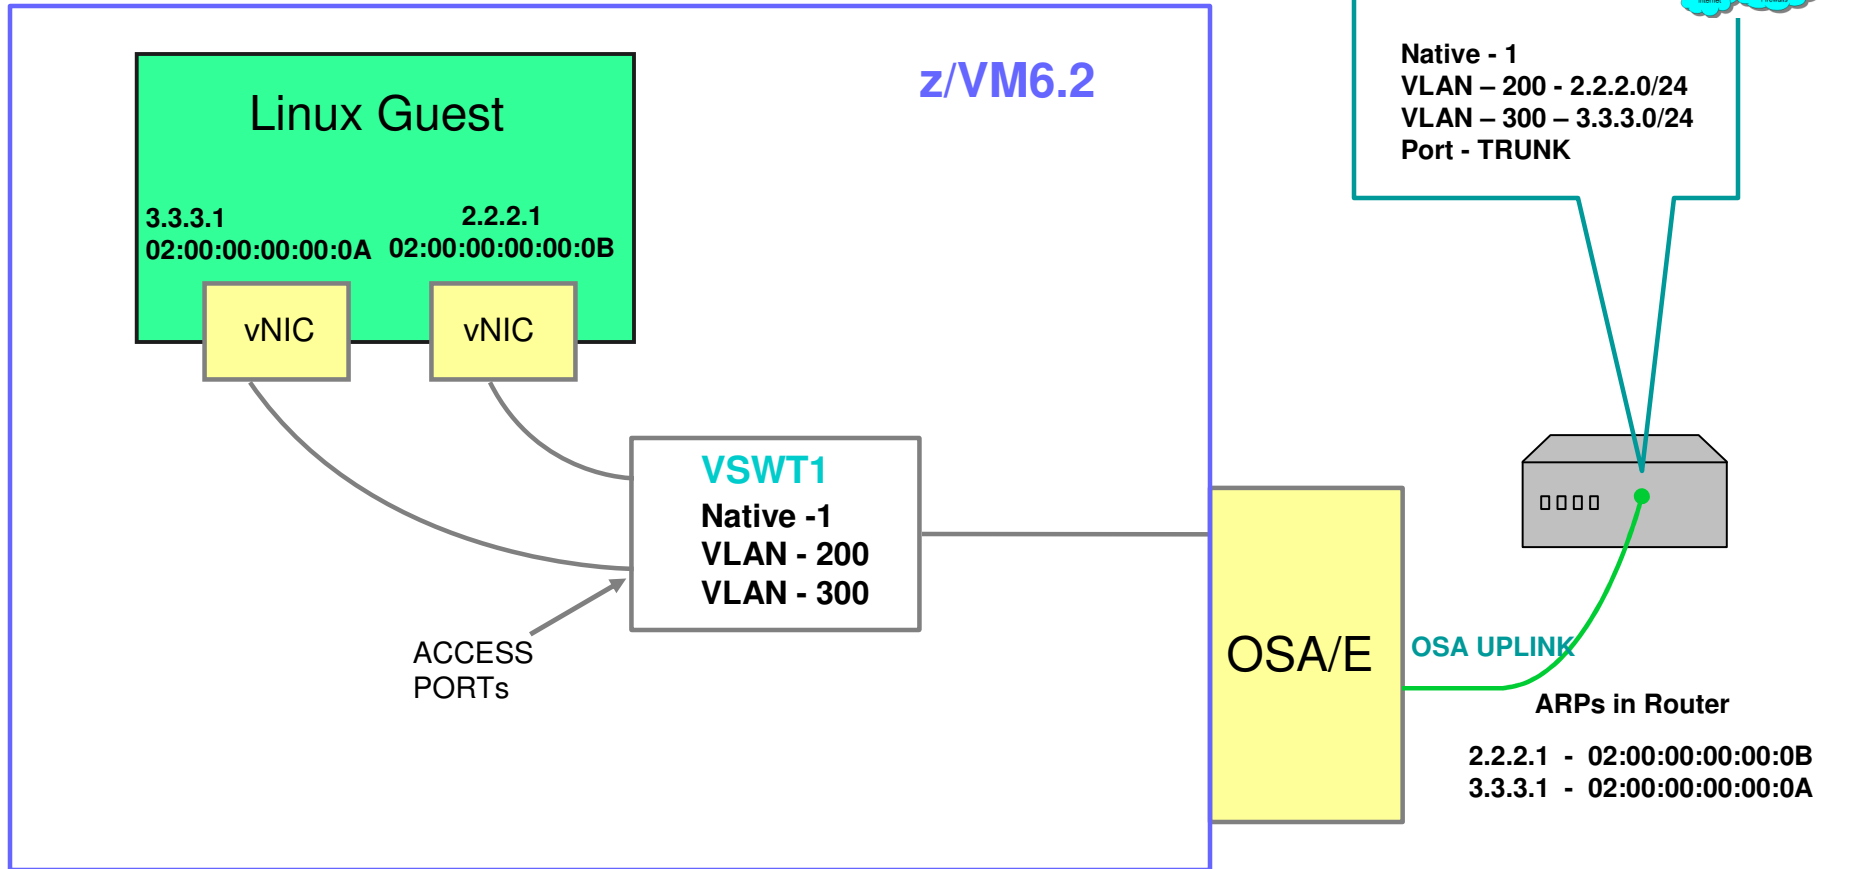 Internet
Firewalls
z/VM6.2
Linux Guest
3.3.3.1
02:00:00:00:00:0A
2.2.2.1
02:00:00:00:00:0B
vNIC
vNIC
VSWT1
Native -1
VLAN - 200
VLAN - 300
ACCESS
PORTs
Native - 1
VLAN – 200 - 2.2.2.0/24
VLAN – 300 – 3.3.3.0/24
Port - TRUNK
OSA/E
OSA UPLINK
ARPs in Router
2.2.2.1 - 02:00:00:00:00:0B
3.3.3.1 - 02:00:00:00:00:0A